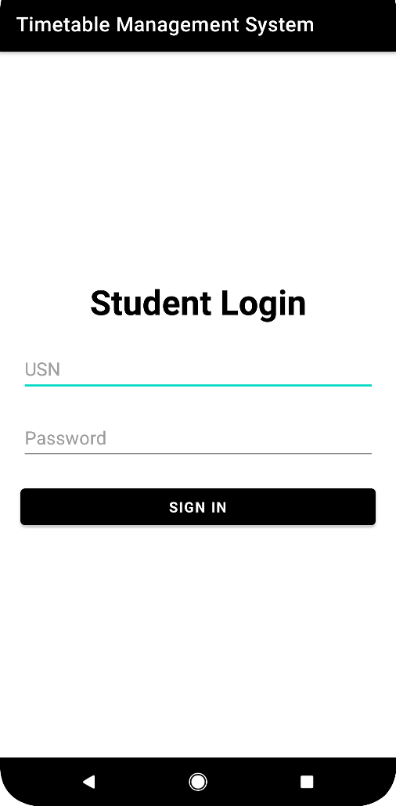 Timetable Management System
Student Login
USN
Password
SIGN IN